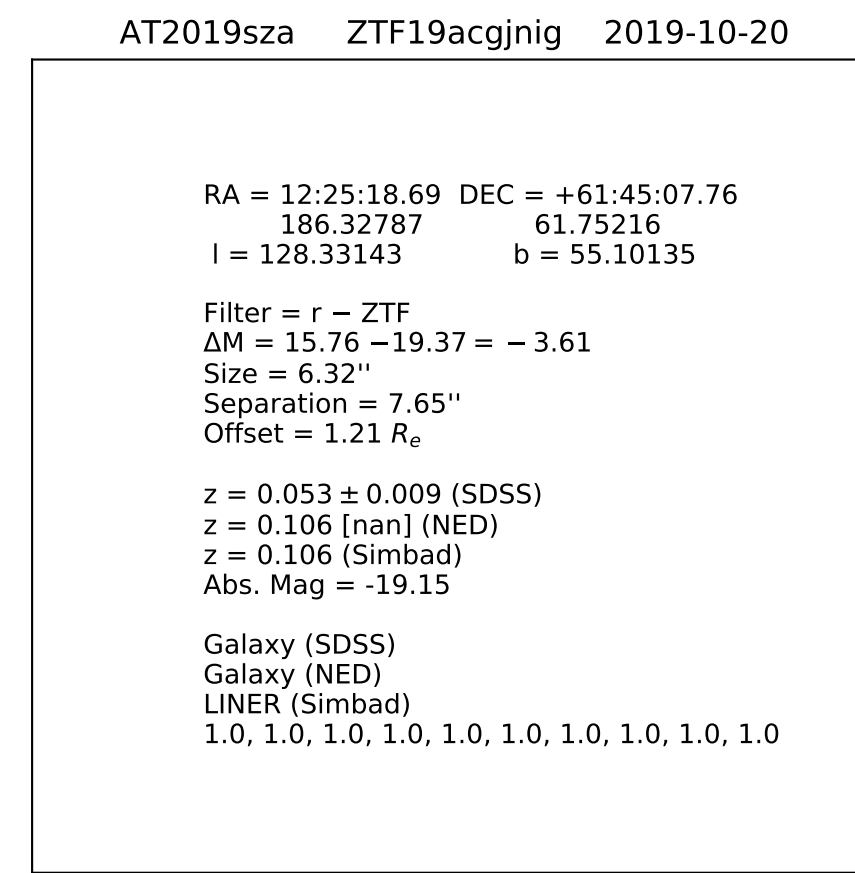 AT2019sza ZTF19acgjnig 2019-10-20
RA = 12:25:18.69 DEC = +61:45:07.76
186.32787 61.75216
l = 128.33143 b = 55.10135
Filter = r − ZTF
ΔM = 15.76 −19.37 = − 3.61
Size = 6.32''
Separation = 7.65''
Offset = 1.21 Rₑ
z = 0.053 ± 0.009 (SDSS)
z = 0.106 [nan] (NED)
z = 0.106 (Simbad)
Abs. Mag = -19.15
Galaxy (SDSS)
Galaxy (NED)
LINER (Simbad)
1.0, 1.0, 1.0, 1.0, 1.0, 1.0, 1.0, 1.0, 1.0, 1.0